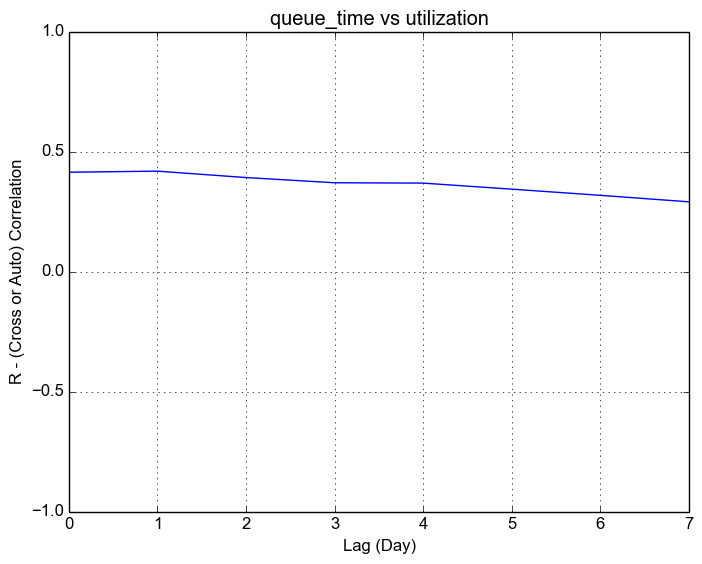 queue_time vs utilization
1.0
0.5
0.0
−0.5
−1.0
R - (Cross or Auto) Correlation
0 1 2 3 4 5 6 7
Lag (Day)